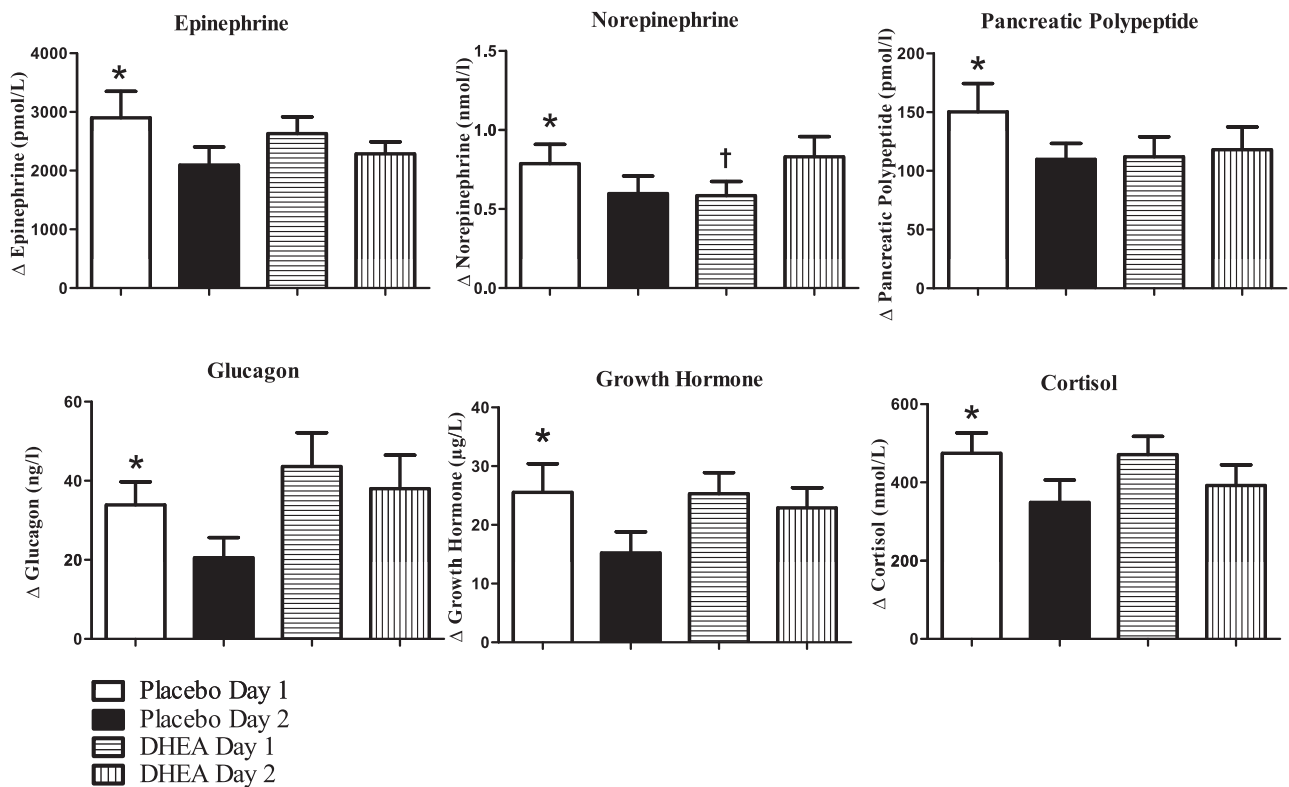 Epinephrine
Δ Epinephrine (pmol/L)
4000
3000
2000
1000
0
*
Norepinephrine
Δ Norepinephrine (nmol/l)
1.5
1.0
0.5
0.0
*
†
Pancreatic Polypeptide
Δ Pancreatic Polypeptide (pmol/l)
200
150
100
50
0
*
Glucagon
Δ Glucagon (ng/l)
60
40
20
0
*
Growth Hormone
Δ Growth Hormone (µg/L)
40
30
20
10
0
*
Cortisol
Δ Cortisol (nmol/L)
600
400
200
0
*
Placebo Day 1
Placebo Day 2
DHEA Day 1
DHEA Day 2